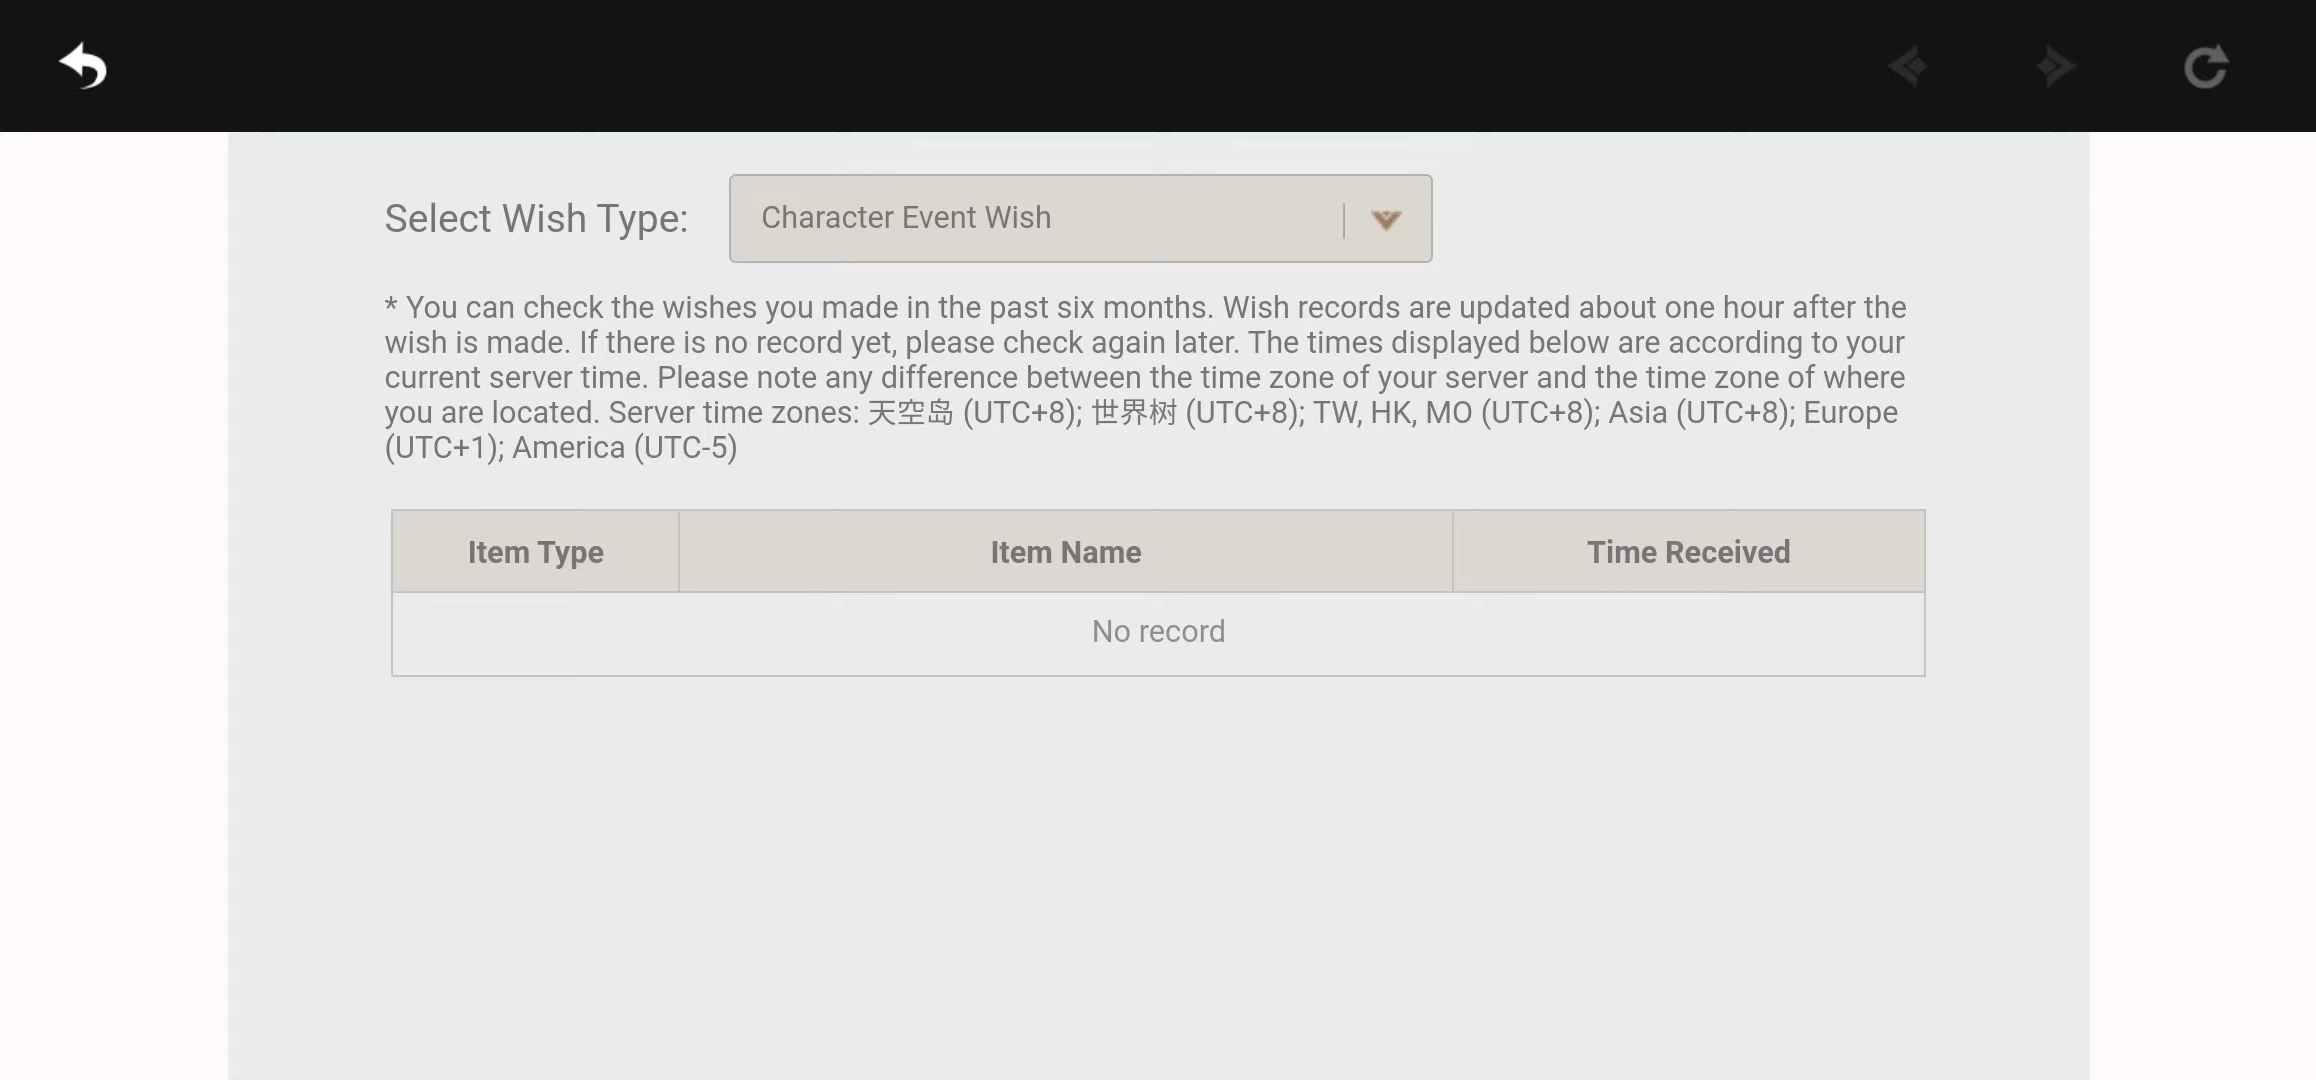 Select Wish Type: Character Event Wish
* You can check the wishes you made in the past six months. Wish records are updated about one hour after the
wish is made. If there is no record yet, please check again later. The times displayed below are according to your
current server time. Please note any difference between the time zone of your server and the time zone of where
you are located. Server time zones: 天空岛 (UTC+8); 世界树 (UTC+8); TW, HK, MO (UTC+8); Asia (UTC+8); Europe
(UTC+1); America (UTC-5)
Item Type Item Name Time Received
No record